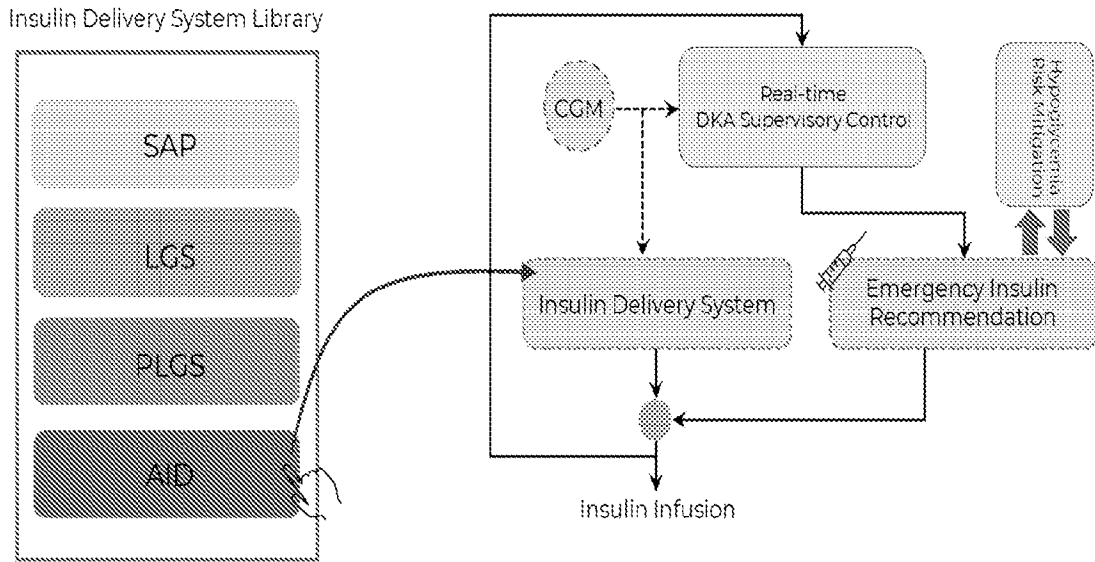 Insulin Delivery System Library
SAP
LGS
PLGS
AID
CGM
Real-time
DKA Supervisory Control
Hypoglycemia
Risk Mitigation
Insulin Delivery System
Emergency Insulin
Recommendation
Insulin Infusion